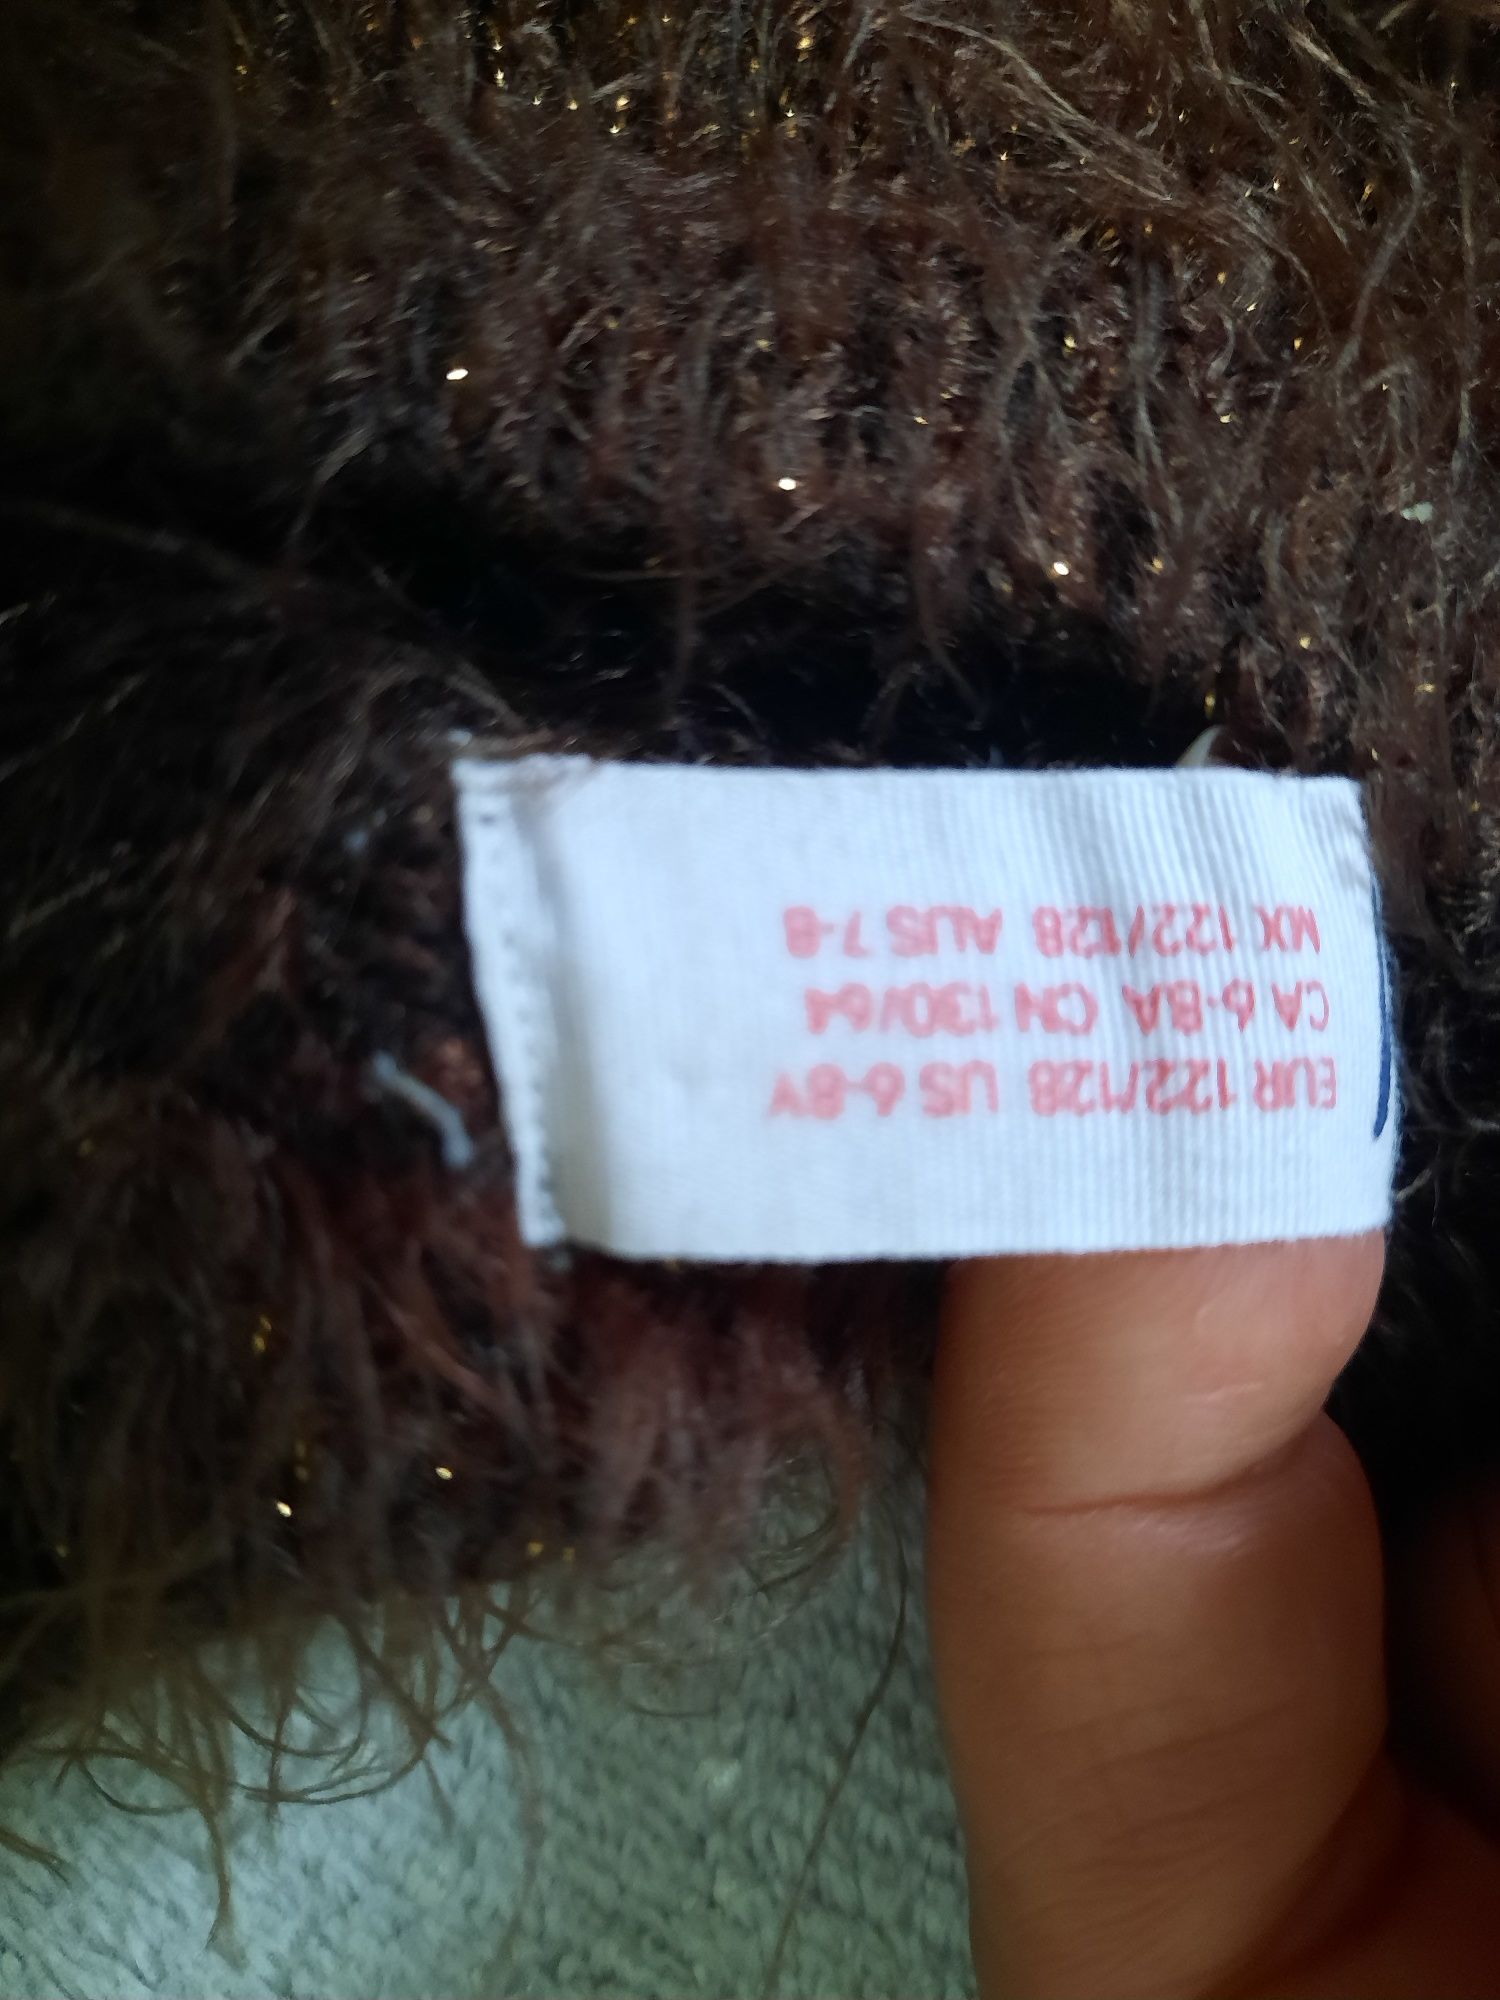 EUR 122/128 US 6-8Y
CA 6-8A CN 130/64
MX 122/128 AUS 7-8